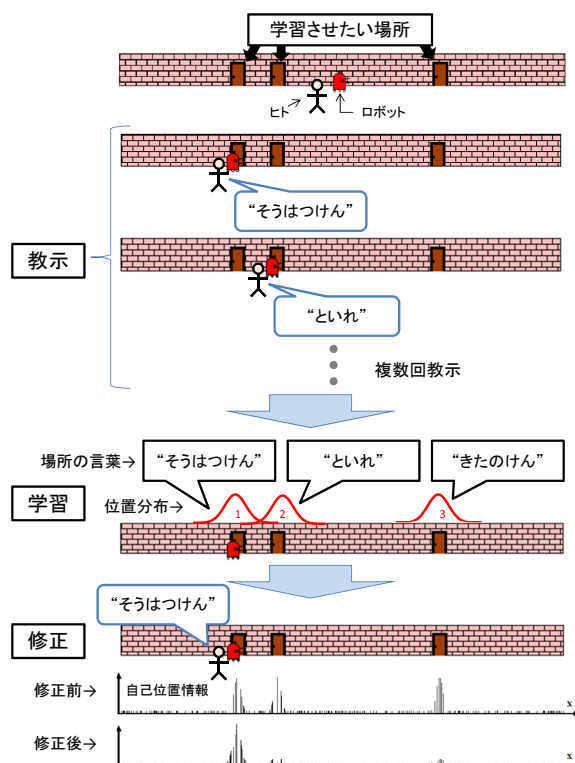 学習させたい場所
ヒト→
ロボット
“そうはつけん”
教示
“といれ”
複数回教示
場所の言葉→
“そうはつけん”
“といれ”
“きたのけん”
学習
位置分布→
1
2
3
“そうはつけん”
修正
修正前→
自己位置情報
x
修正後→
x